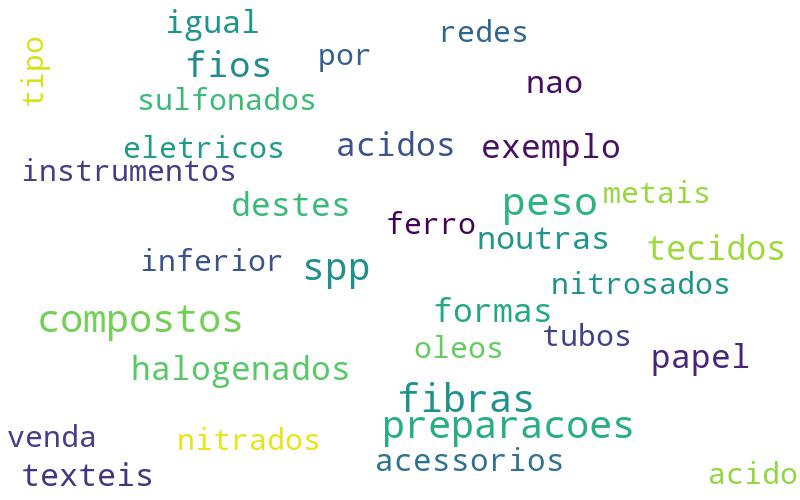 igual
redes
por
fios
tipo
nao
sulfonados
eletricos
acidos
exemplo
instrumentos
destes
peso
metais
ferro
noutras
tecidos
inferior
spp
nitrosados
compostos
formas
tubos
oleos
papel
halogenados
fibras
preparacoes
venda
nitrados
acessorios
texteis
acido